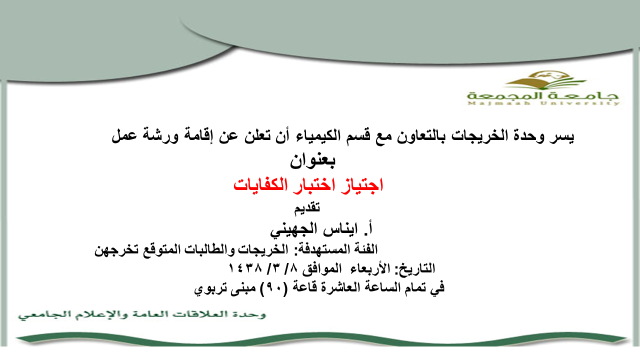 جامعة المجمعة
Majmaah University
يسر وحدة الخريجات بالتعاون مع قسم الكيمياء أن تعلن عن إقامة ورشة عمل
بعنوان
اجتياز اختبار الكفايات
تقديم
أ. ايناس الجهيني
الفئة المستهدفة: الخريجات والطالبات المتوقع تخرجهن
التاريخ: الأربعاء الموافق ٨/ ٣/ ١٤٣٨
في تمام الساعة العاشرة قاعة (٩٠) مبنى تربوي
وحدة العلاقات العامة والإعلام الجامعي